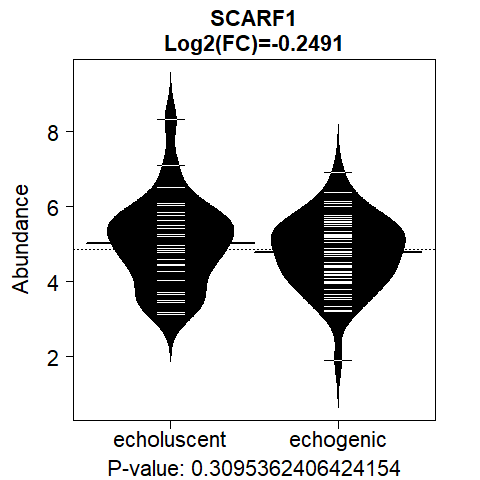 SCARF1
Log2(FC)=-0.2491
Abundance
8
6
4
2
echoluscent echogenic
P-value: 0.3095362406424154